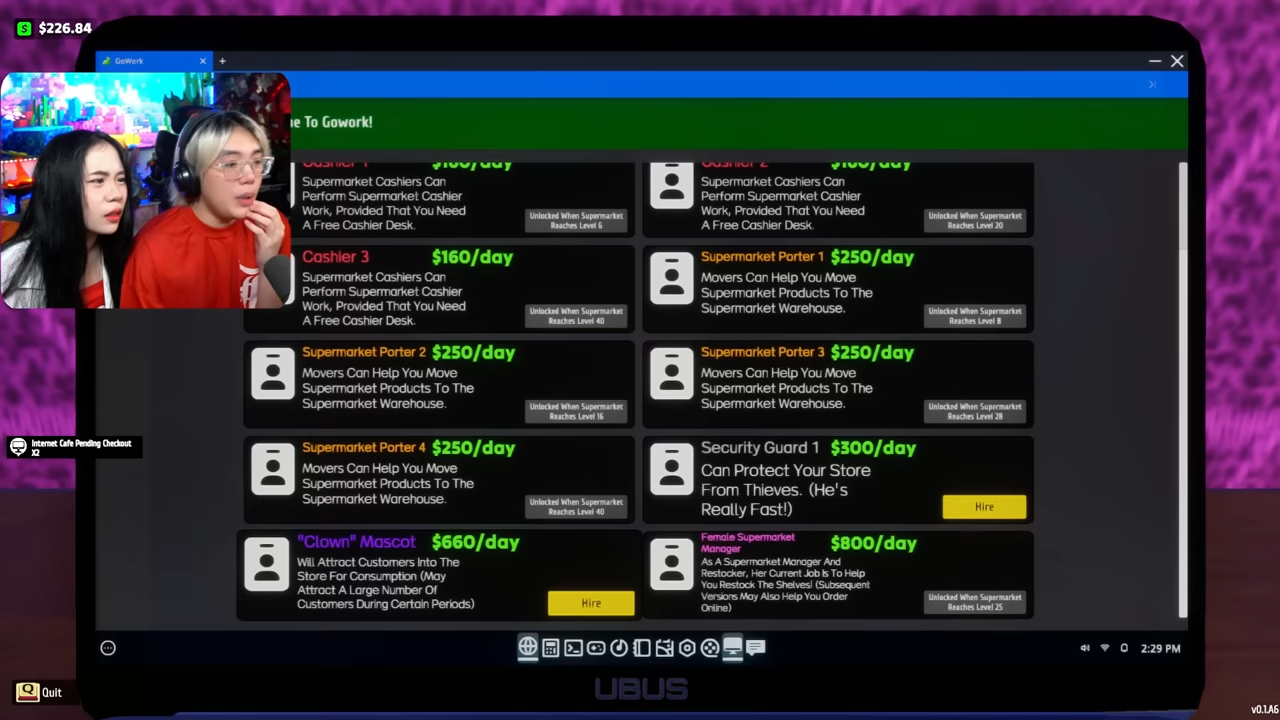 $ $226.84
GoWork
e To Gowork!
Cashier 1 $160/day
Supermarket Cashiers Can
Perform Supermarket Cashier
Work, Provided That You Need
A Free Cashier Desk.
Unlocked When Supermarket
Reaches Level 6
Cashier 2 $160/day
Supermarket Cashiers Can
Perform Supermarket Cashier
Work, Provided That You Need
A Free Cashier Desk.
Unlocked When Supermarket
Reaches Level 20
Cashier 3 $160/day
Supermarket Cashiers Can
Perform Supermarket Cashier
Work, Provided That You Need
A Free Cashier Desk.
Unlocked When Supermarket
Reaches Level 40
Supermarket Porter 1 $250/day
Movers Can Help You Move
Supermarket Products To The
Supermarket Warehouse.
Unlocked When Supermarket
Reaches Level 8
Supermarket Porter 2 $250/day
Movers Can Help You Move
Supermarket Products To The
Supermarket Warehouse.
Unlocked When Supermarket
Reaches Level 16
Supermarket Porter 3 $250/day
Movers Can Help You Move
Supermarket Products To The
Supermarket Warehouse.
Unlocked When Supermarket
Reaches Level 28
Internet Cafe Pending Checkout
X2
Supermarket Porter 4 $250/day
Movers Can Help You Move
Supermarket Products To The
Supermarket Warehouse.
Unlocked When Supermarket
Reaches Level 40
Security Guard 1 $300/day
Can Protect Your Store
From Thieves. (He's
Really Fast!)
Hire
"Clown" Mascot $660/day
Will Attract Customers Into The
Store For Consumption (May
Attract A Large Number Of
Customers During Certain Periods)
Hire
Female Supermarket
Manager
$800/day
As A Supermarket Manager And
Restocker, Her Current Job Is To Help
You Restock The Shelves! (Subsequent
Versions May Also Help You Order
Online)
Unlocked When Supermarket
Reaches Level 25
2:29 PM
UBUS
Q Quit
v0.1.A6